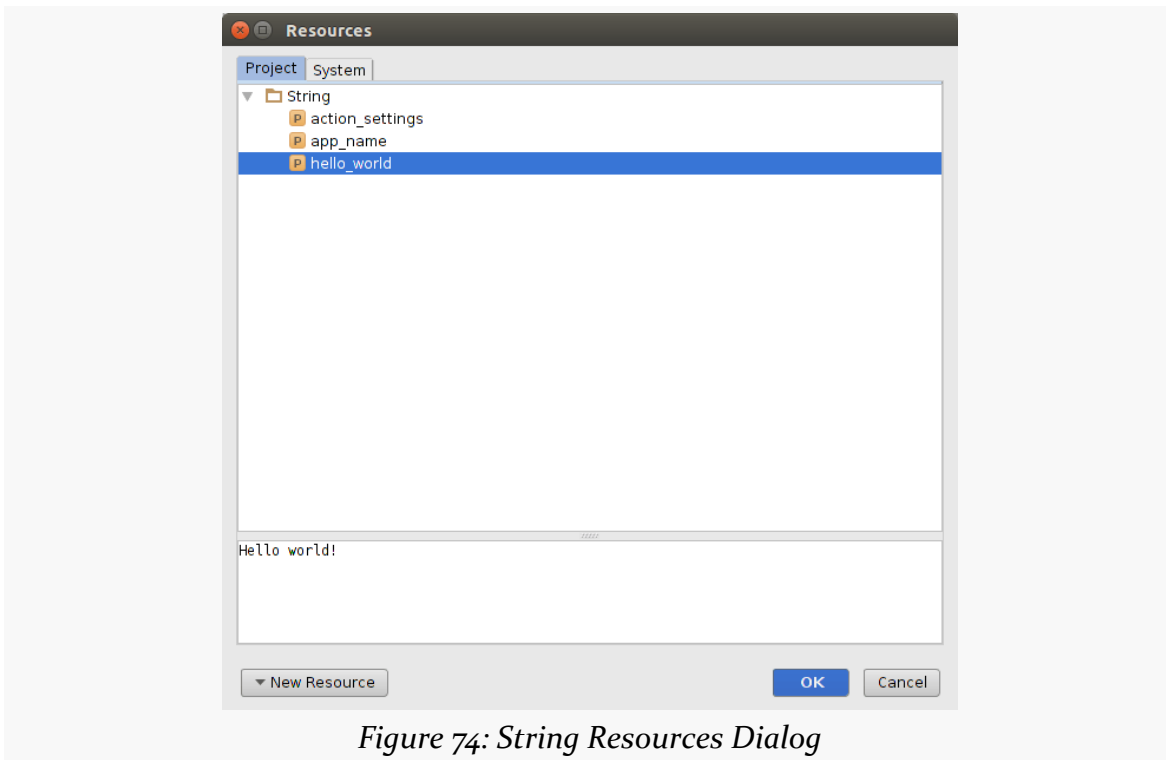 Resources
Project System
String
P action_settings
P app_name
P hello_world
Hello world!
New Resource OK Cancel
Figure 74: String Resources Dialog